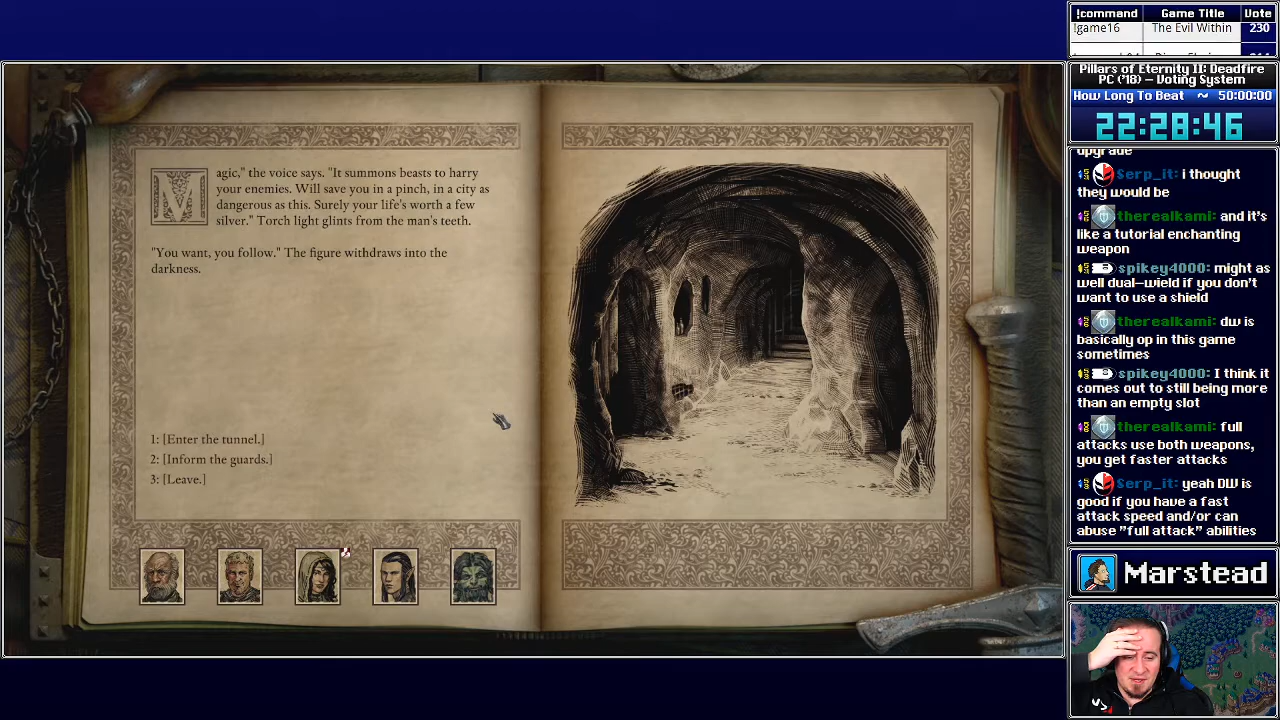 !command Game Title Vote
!game16 The Evil Within 230
Pillars of Eternity II: Deadfire
PC ('18) – Voting System
How Long To Beat ~ 50:00:00
22:28:46
upgrade
Serp_it: i thought
they would be
therealkami: and it's
like a tutorial enchanting
weapon
spikey4000: might as
well dual-wield if you don't
want to use a shield
therealkami: dw is
basically op in this game
sometimes
spikey4000: I think it
comes out to still being more
than an empty slot
therealkami: full
attacks use both weapons,
you get faster attacks
Serp_it: yeah DW is
good if you have a fast
attack speed and/or can
abuse "full attack" abilities
Marstead
Magic," the voice says. "It summons beasts to harry
your enemies. Will save you in a pinch, in a city as
dangerous as this. Surely your life's worth a few
silver." Torch light glints from the man's teeth.
"You want, you follow." The figure withdraws into the
darkness.
1: [Enter the tunnel.]
2: [Inform the guards.]
3: [Leave.]